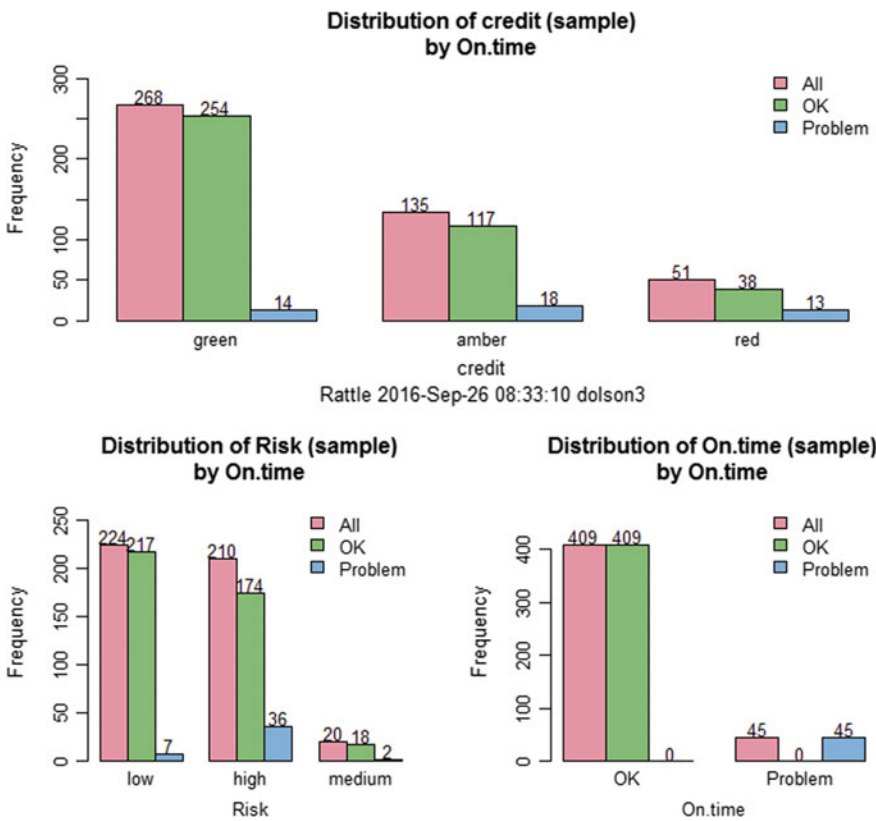 Distribution of credit (sample)
by On.time
Frequency
0
50
100
200
300
268
254
14
135
117
18
51
38
13
All
OK
Problem
green
amber
red
credit
Rattle 2016-Sep-26 08:33:10 dolson3
Distribution of Risk (sample)
by On.time
Frequency
0
50
100
150
200
250
224
217
7
210
174
36
20
18
2
All
OK
Problem
low
high
medium
Risk
Distribution of On.time (sample)
by On.time
Frequency
0
100
200
300
400
409
409
0
45
0
45
All
OK
Problem
OK
Problem
On.time